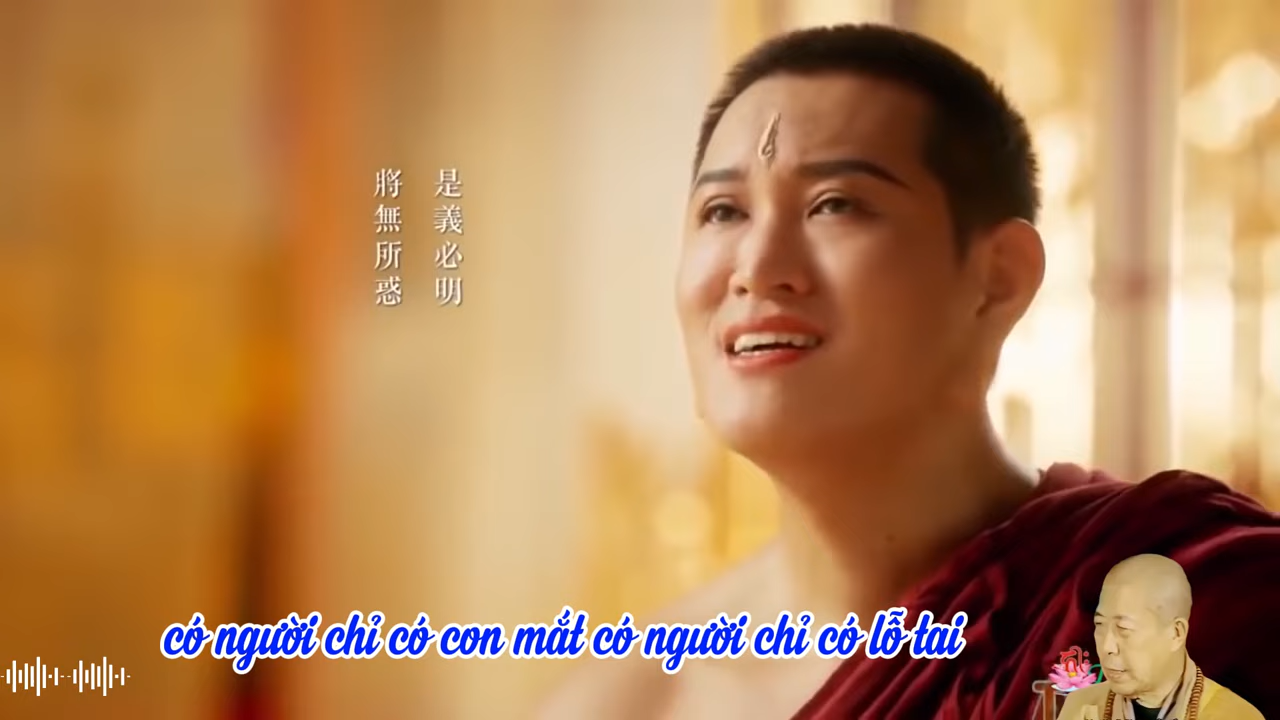 是義必明
將無所惑
có người chỉ có con mắt có người chỉ có lỗ tai